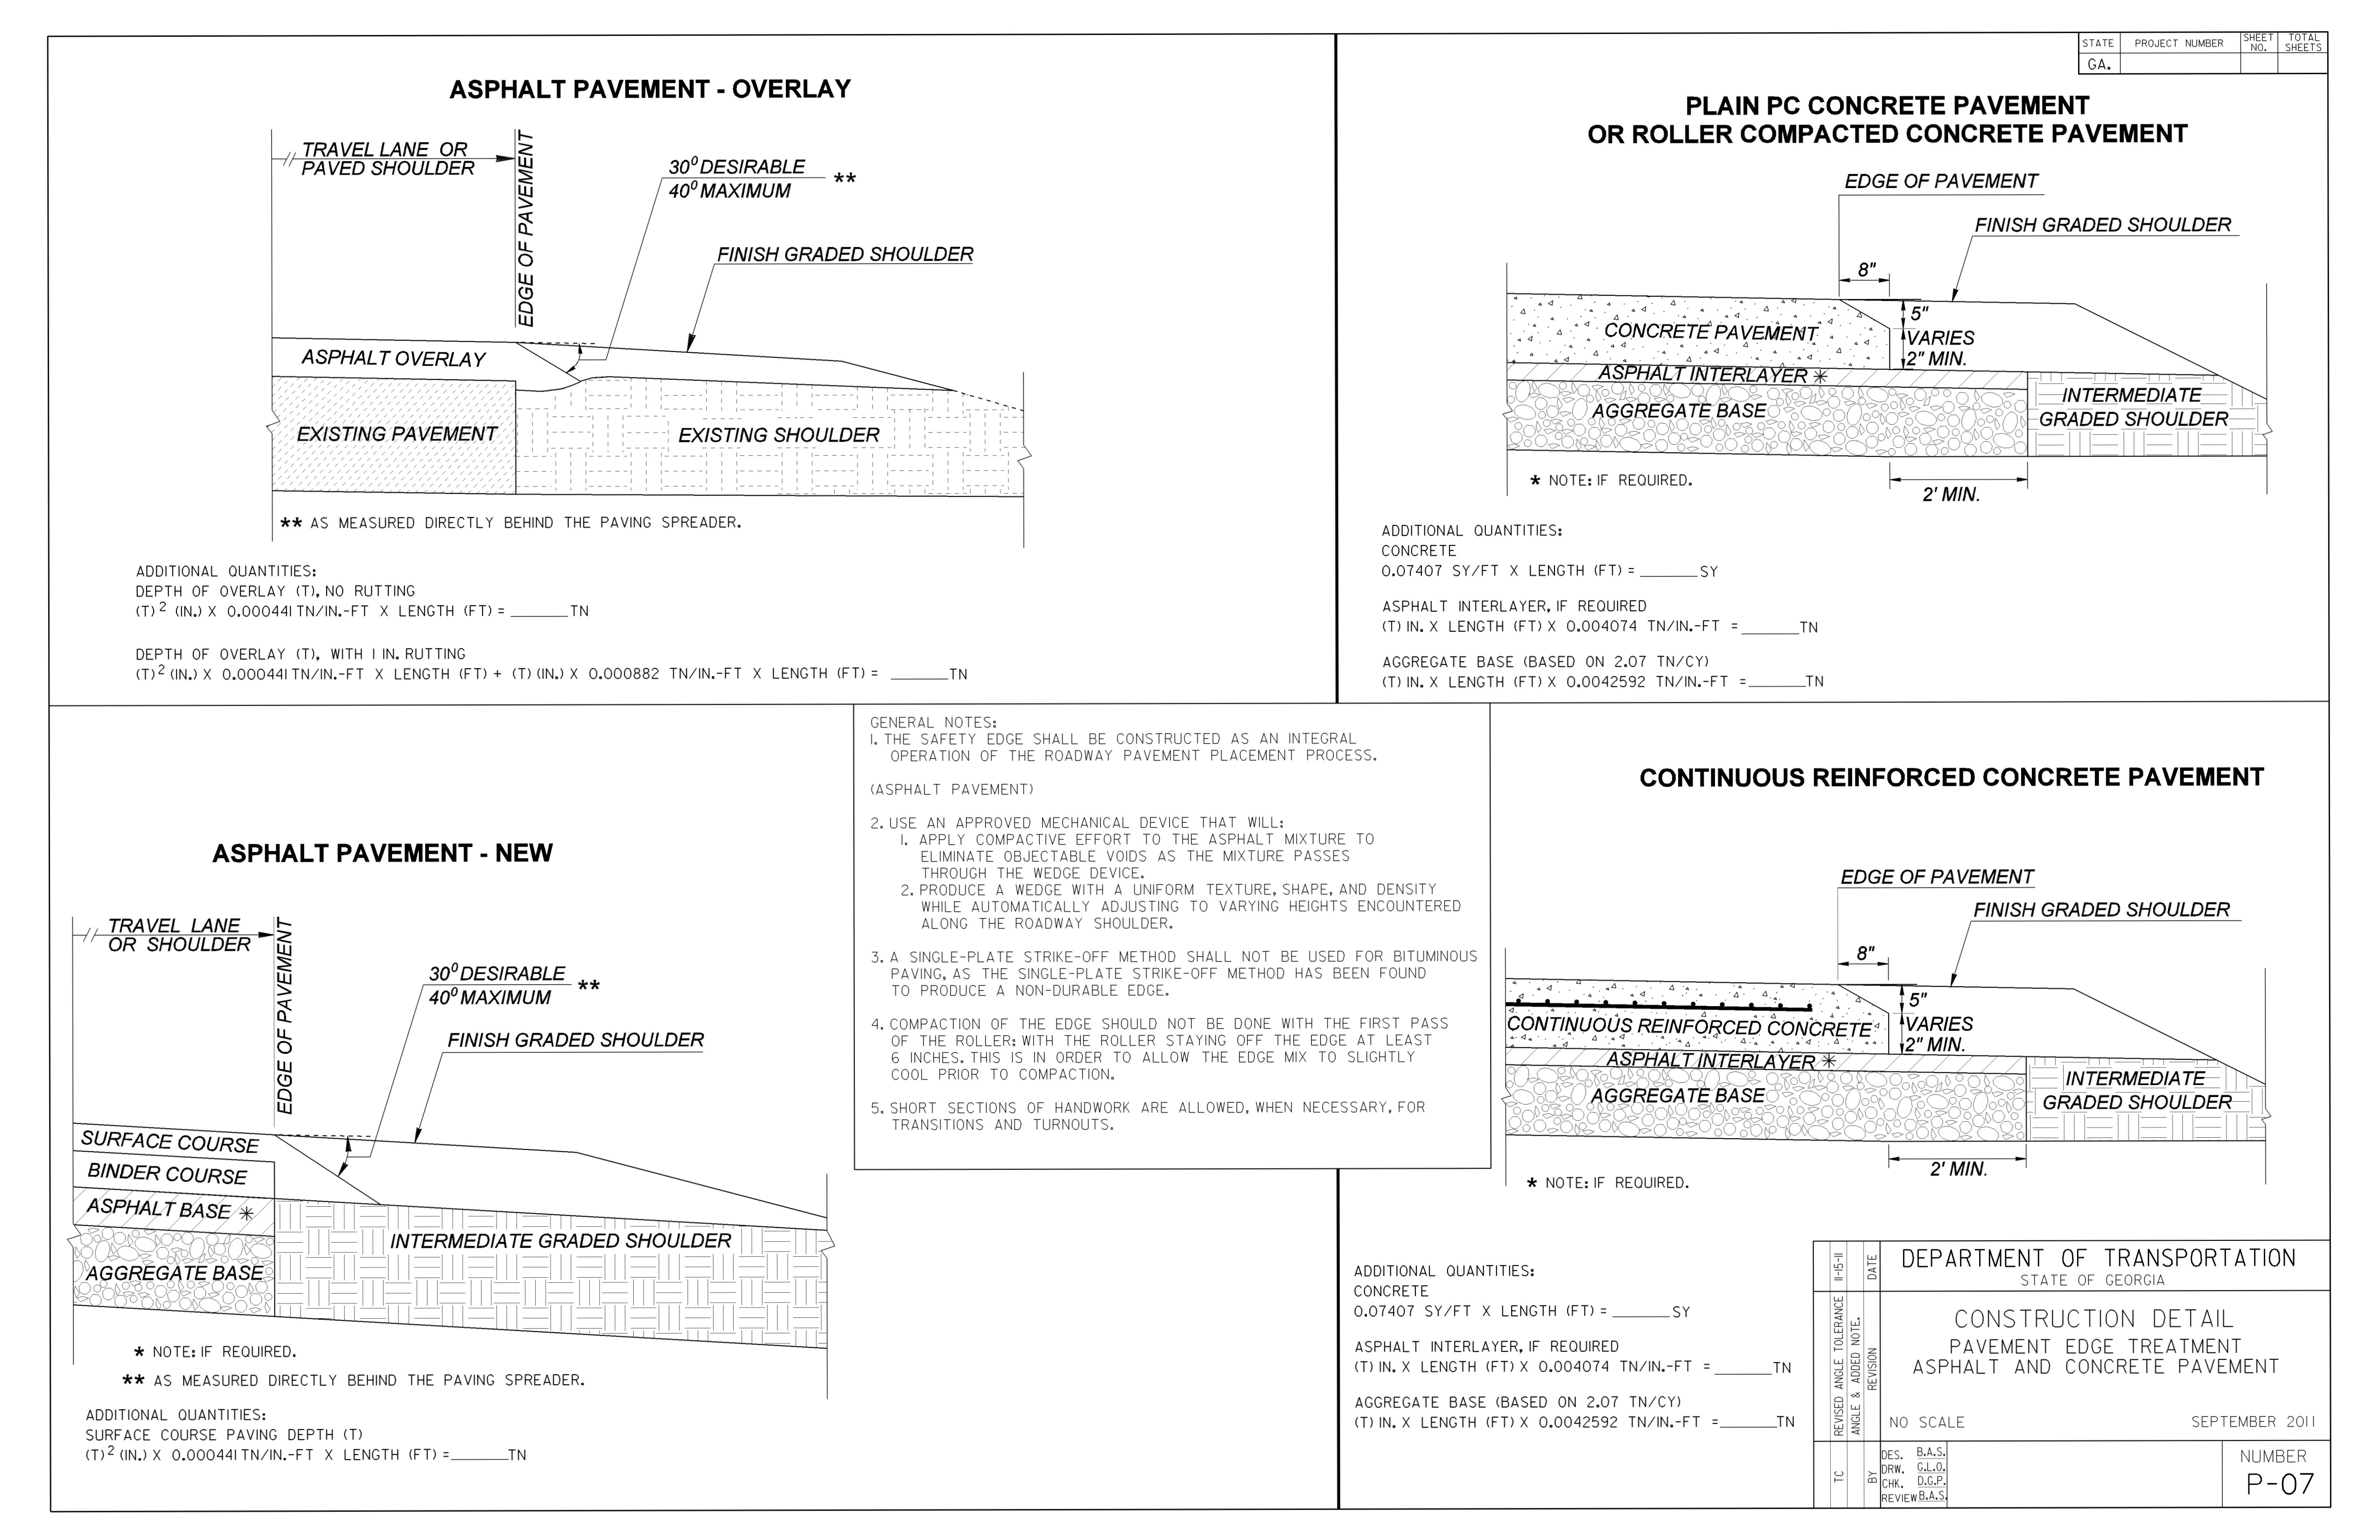 STATE PROJECT NUMBER SHEET NO. TOTAL SHEETS
GA.
ASPHALT PAVEMENT - OVERLAY
TRAVEL LANE OR
PAVED SHOULDER
EDGE OF PAVEMENT
30⁰ DESIRABLE
40⁰ MAXIMUM **
FINISH GRADED SHOULDER
ASPHALT OVERLAY
EXISTING PAVEMENT
EXISTING SHOULDER
** AS MEASURED DIRECTLY BEHIND THE PAVING SPREADER.
ADDITIONAL QUANTITIES:
DEPTH OF OVERLAY (T), NO RUTTING
(T)² (IN.) X 0.000441 TN/IN.-FT X LENGTH (FT) = ______ TN
DEPTH OF OVERLAY (T), WITH 1 IN. RUTTING
(T)² (IN.) X 0.000441 TN/IN.-FT X LENGTH (FT) + (T) (IN.) X 0.000882 TN/IN.-FT X LENGTH (FT) = ______ TN
PLAIN PC CONCRETE PAVEMENT
OR ROLLER COMPACTED CONCRETE PAVEMENT
EDGE OF PAVEMENT
FINISH GRADED SHOULDER
8"
5"
VARIES
2" MIN.
CONCRETE PAVEMENT
ASPHALT INTERLAYER *
AGGREGATE BASE
INTERMEDIATE
GRADED SHOULDER
2' MIN.
* NOTE: IF REQUIRED.
ADDITIONAL QUANTITIES:
CONCRETE
0.07407 SY/FT X LENGTH (FT) = ______ SY
ASPHALT INTERLAYER, IF REQUIRED
(T) IN. X LENGTH (FT) X 0.004074 TN/IN.-FT = ______ TN
AGGREGATE BASE (BASED ON 2.07 TN/CY)
(T) IN. X LENGTH (FT) X 0.0042592 TN/IN.-FT = ______ TN
ASPHALT PAVEMENT - NEW
TRAVEL LANE
OR SHOULDER
EDGE OF PAVEMENT
30⁰ DESIRABLE
40⁰ MAXIMUM **
FINISH GRADED SHOULDER
SURFACE COURSE
BINDER COURSE
ASPHALT BASE *
AGGREGATE BASE
INTERMEDIATE GRADED SHOULDER
* NOTE: IF REQUIRED.
** AS MEASURED DIRECTLY BEHIND THE PAVING SPREADER.
ADDITIONAL QUANTITIES:
SURFACE COURSE PAVING DEPTH (T)
(T)² (IN.) X 0.000441 TN/IN.-FT X LENGTH (FT) = ______ TN
GENERAL NOTES:
1. THE SAFETY EDGE SHALL BE CONSTRUCTED AS AN INTEGRAL
OPERATION OF THE ROADWAY PAVEMENT PLACEMENT PROCESS.
(ASPHALT PAVEMENT)
2. USE AN APPROVED MECHANICAL DEVICE THAT WILL:
1. APPLY COMPACTIVE EFFORT TO THE ASPHALT MIXTURE TO
ELIMINATE OBJECTABLE VOIDS AS THE MIXTURE PASSES
THROUGH THE WEDGE DEVICE.
2. PRODUCE A WEDGE WITH A UNIFORM TEXTURE, SHAPE, AND DENSITY
WHILE AUTOMATICALLY ADJUSTING TO VARYING HEIGHTS ENCOUNTERED
ALONG THE ROADWAY SHOULDER.
3. A SINGLE-PLATE STRIKE-OFF METHOD SHALL NOT BE USED FOR BITUMINOUS
PAVING, AS THE SINGLE-PLATE STRIKE-OFF METHOD HAS BEEN FOUND
TO PRODUCE A NON-DURABLE EDGE.
4. COMPACTION OF THE EDGE SHOULD NOT BE DONE WITH THE FIRST PASS
OF THE ROLLER: WITH THE ROLLER STAYING OFF THE EDGE AT LEAST
6 INCHES. THIS IS IN ORDER TO ALLOW THE EDGE MIX TO SLIGHTLY
COOL PRIOR TO COMPACTION.
5. SHORT SECTIONS OF HANDWORK ARE ALLOWED, WHEN NECESSARY, FOR
TRANSITIONS AND TURNOUTS.
CONTINUOUS REINFORCED CONCRETE PAVEMENT
EDGE OF PAVEMENT
FINISH GRADED SHOULDER
8"
5"
VARIES
2" MIN.
CONTINUOUS REINFORCED CONCRETE
ASPHALT INTERLAYER *
AGGREGATE BASE
INTERMEDIATE
GRADED SHOULDER
2' MIN.
* NOTE: IF REQUIRED.
ADDITIONAL QUANTITIES:
CONCRETE
0.07407 SY/FT X LENGTH (FT) = ______ SY
ASPHALT INTERLAYER, IF REQUIRED
(T) IN. X LENGTH (FT) X 0.004074 TN/IN.-FT = ______ TN
AGGREGATE BASE (BASED ON 2.07 TN/CY)
(T) IN. X LENGTH (FT) X 0.0042592 TN/IN.-FT = ______ TN
11-15-11
DATE
REVISED ANGLE TOLERANCE
ANGLE & ADDED NOTE.
REVISION
TC
BY
DEPARTMENT OF TRANSPORTATION
STATE OF GEORGIA
CONSTRUCTION DETAIL
PAVEMENT EDGE TREATMENT
ASPHALT AND CONCRETE PAVEMENT
NO SCALE SEPTEMBER 2011
DES. B.A.S.
DRW. G.L.O.
CHK. D.G.P.
REVIEW B.A.S.
NUMBER
P-07